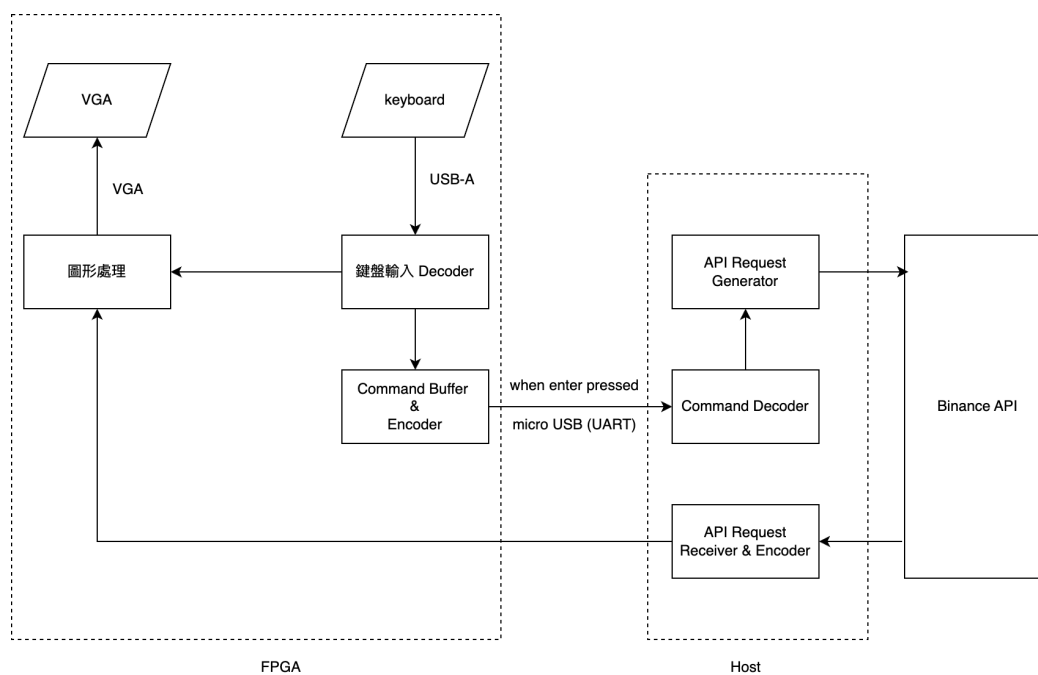 VGA
keyboard
VGA
USB-A
圖形處理
鍵盤輸入 Decoder
API Request
Generator
Command Buffer
&
Encoder
when enter pressed
micro USB (UART)
Command Decoder
Binance API
API Request
Receiver & Encoder
FPGA
Host